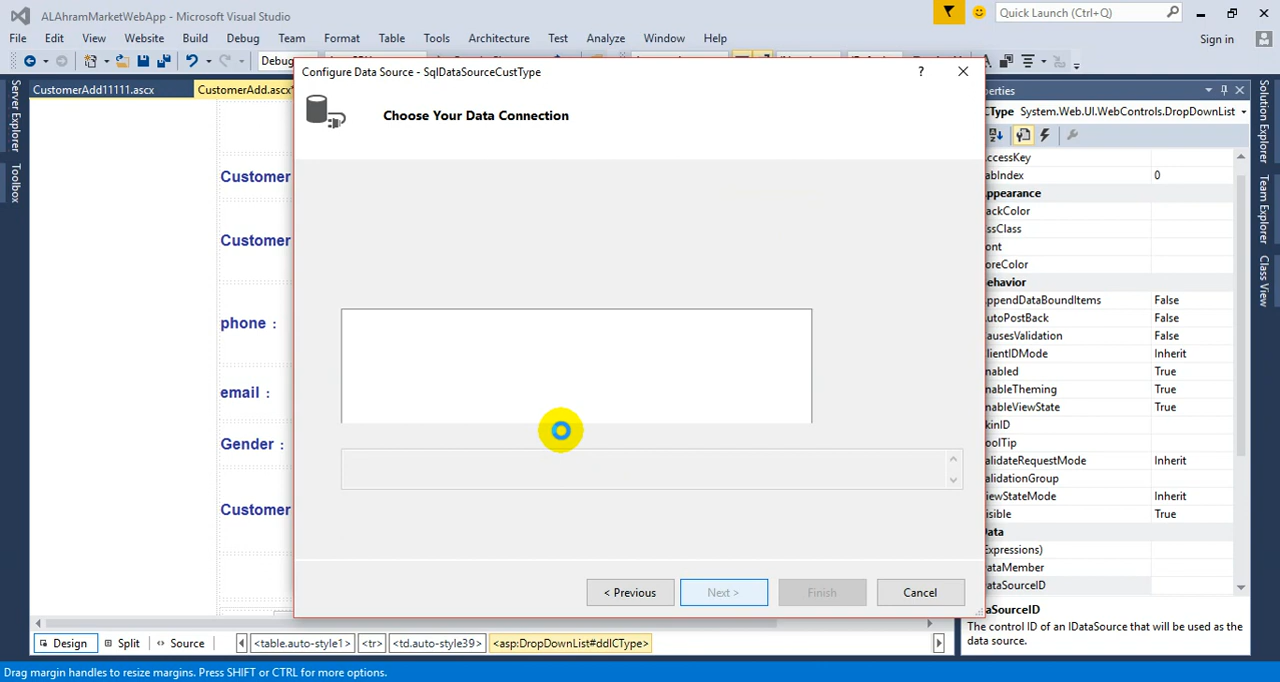 ALAhramMarketWebApp - Microsoft Visual Studio
Quick Launch (Ctrl+Q)
File Edit View Website Build Debug Team Format Table Tools Architecture Test Analyze Window Help
Sign in
Debug
Configure Data Source - SqlDataSourceCustType
? 
Choose Your Data Connection
CustomerAdd11111.ascx
CustomerAdd.ascx*
Server Explorer
Toolbox
Customer
Customer
phone :
email :
Gender :
Customer
< Previous
Next >
Finish
Cancel
operties
CType System.Web.UI.WebControls.DropDownList
ccessKey
abIndex 0
ppearance
ackColor
ssClass
ont
oreColor
ehavior
ppendDataBoundItems False
utoPostBack False
ausesValidation False
lientIDMode Inherit
nabled True
nableTheming True
nableViewState True
kinID
oolTip
alidateRequestMode Inherit
alidationGroup
iewStateMode Inherit
isible True
Data
Expressions)
ataMember
ataSourceID
aSourceID
The control ID of an IDataSource that will be used as the
data source.
Solution Explorer
Team Explorer
Class View
Design Split Source
<table.auto-style1> <tr> <td.auto-style39> <asp:DropDownList#ddlCType>
Drag margin handles to resize margins. Press SHIFT or CTRL for more options.